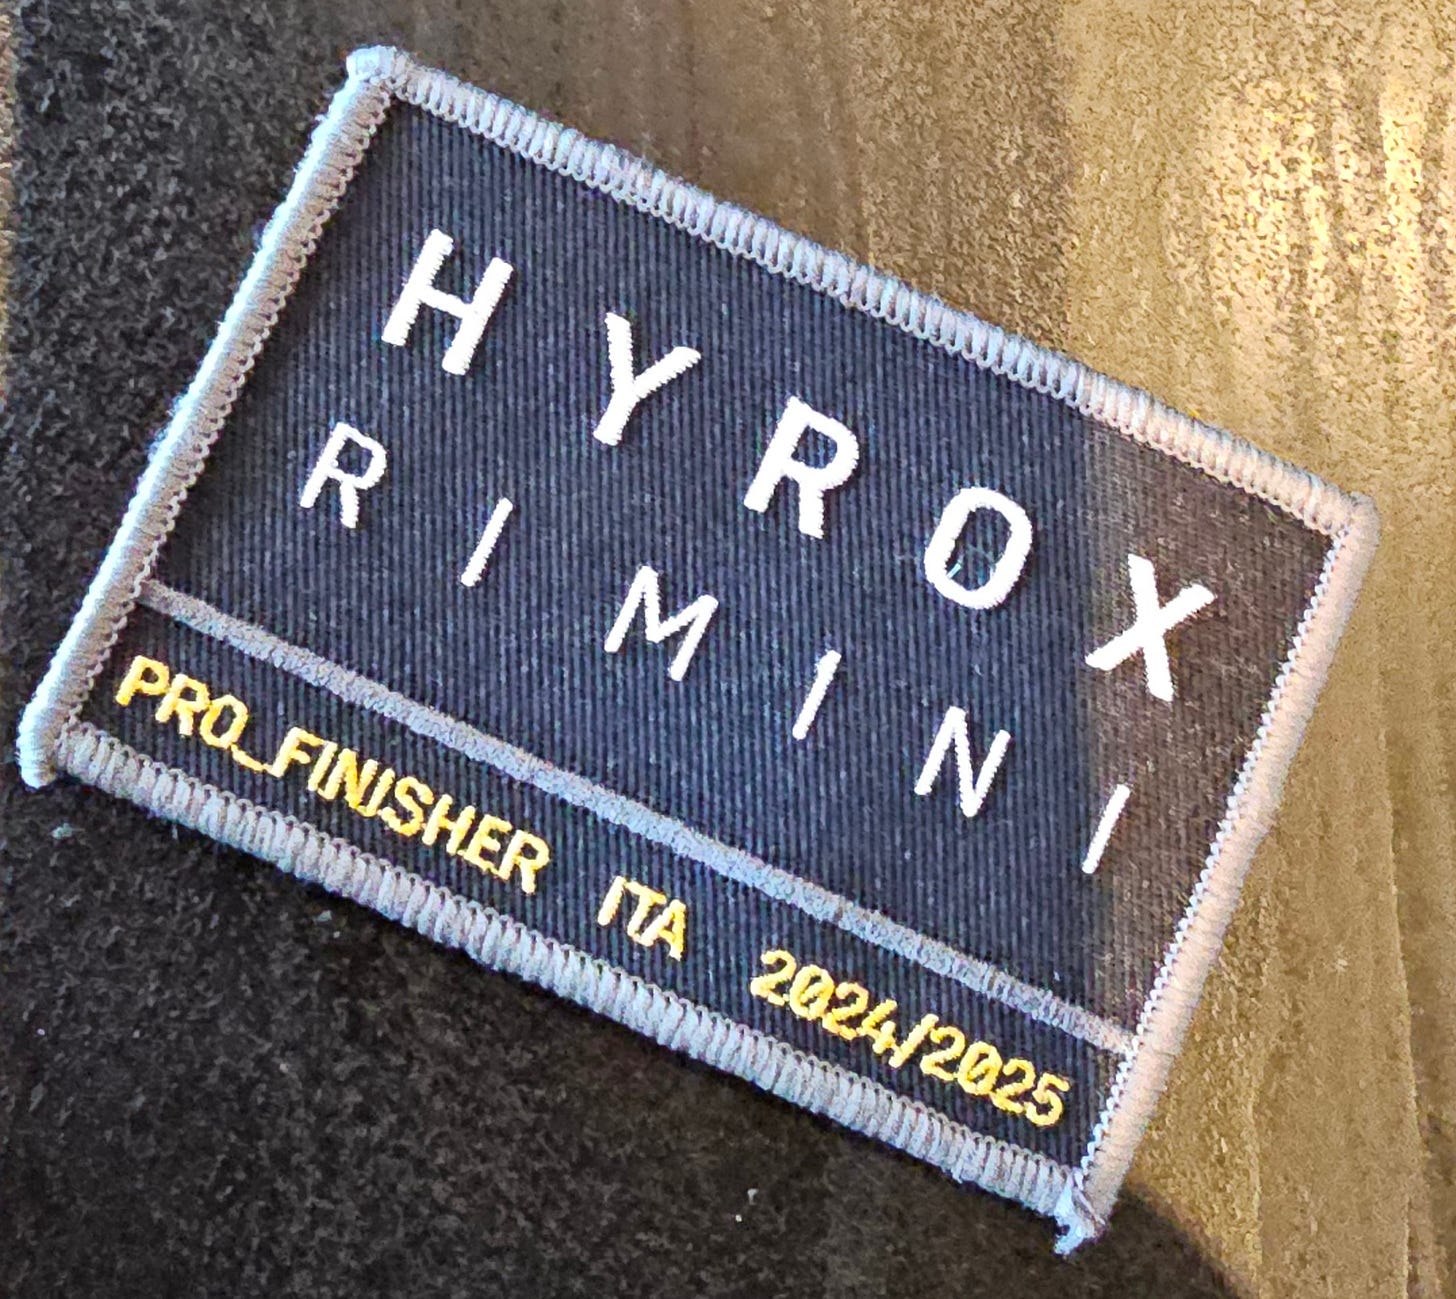 HYROX
RIMINI
PRO_FINISHER ITA 2024/2025